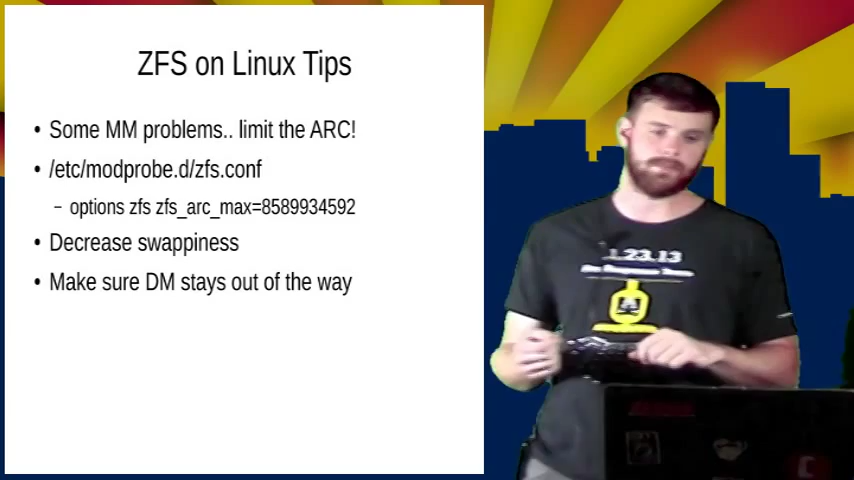 ZFS on Linux Tips
• Some MM problems.. limit the ARC!
• /etc/modprobe.d/zfs.conf
– options zfs zfs_arc_max=8589934592
• Decrease swappiness
• Make sure DM stays out of the way
1.23.13